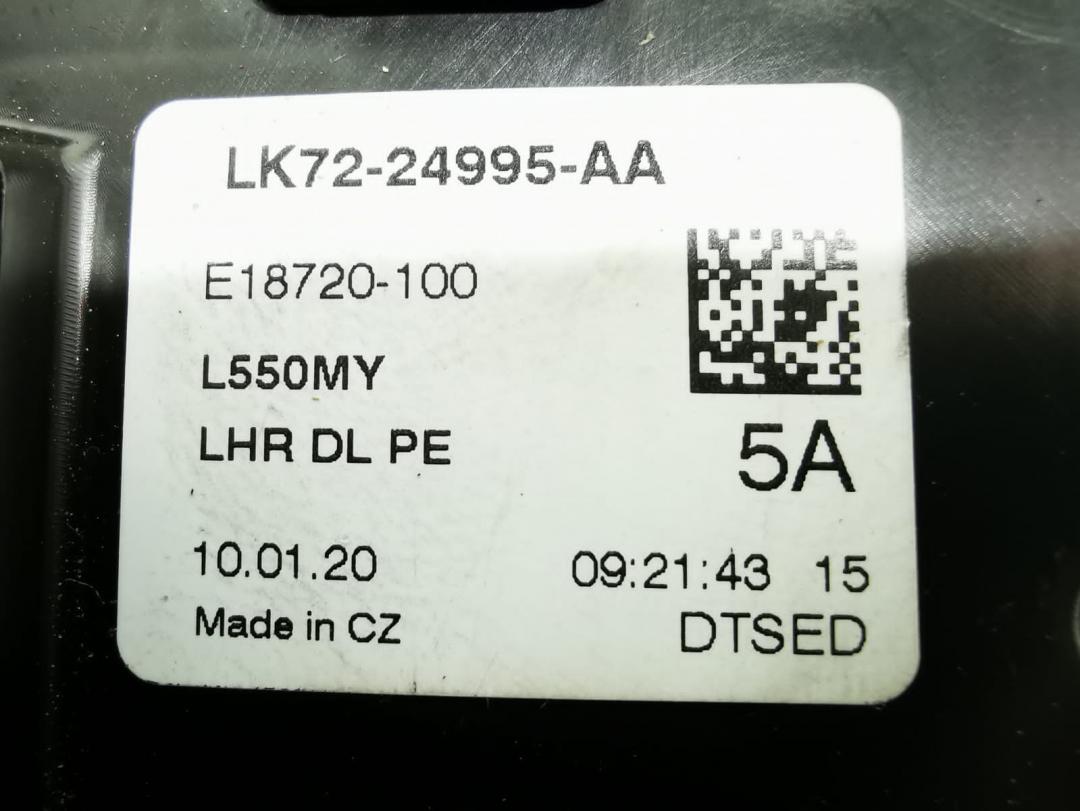 LK72-24995-AA
E18720-100
L550MY
LHR DL PE
5A
10.01.20 09:21:43 15
Made in CZ DTSED